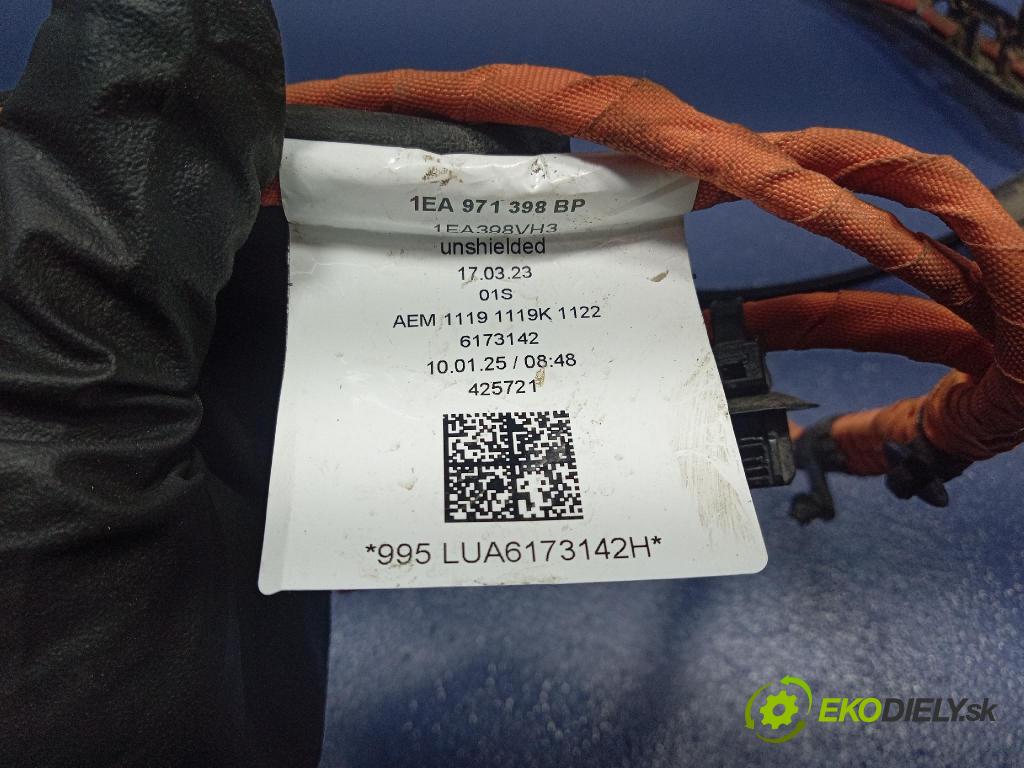 1EA 971 398 BP
1EA398VH3
unshielded
17.03.23
01S
AEM 1119 1119K 1122
6173142
10.01.25 / 08:48
425721
*995 LUA6173142H*
EKODIELY.sk